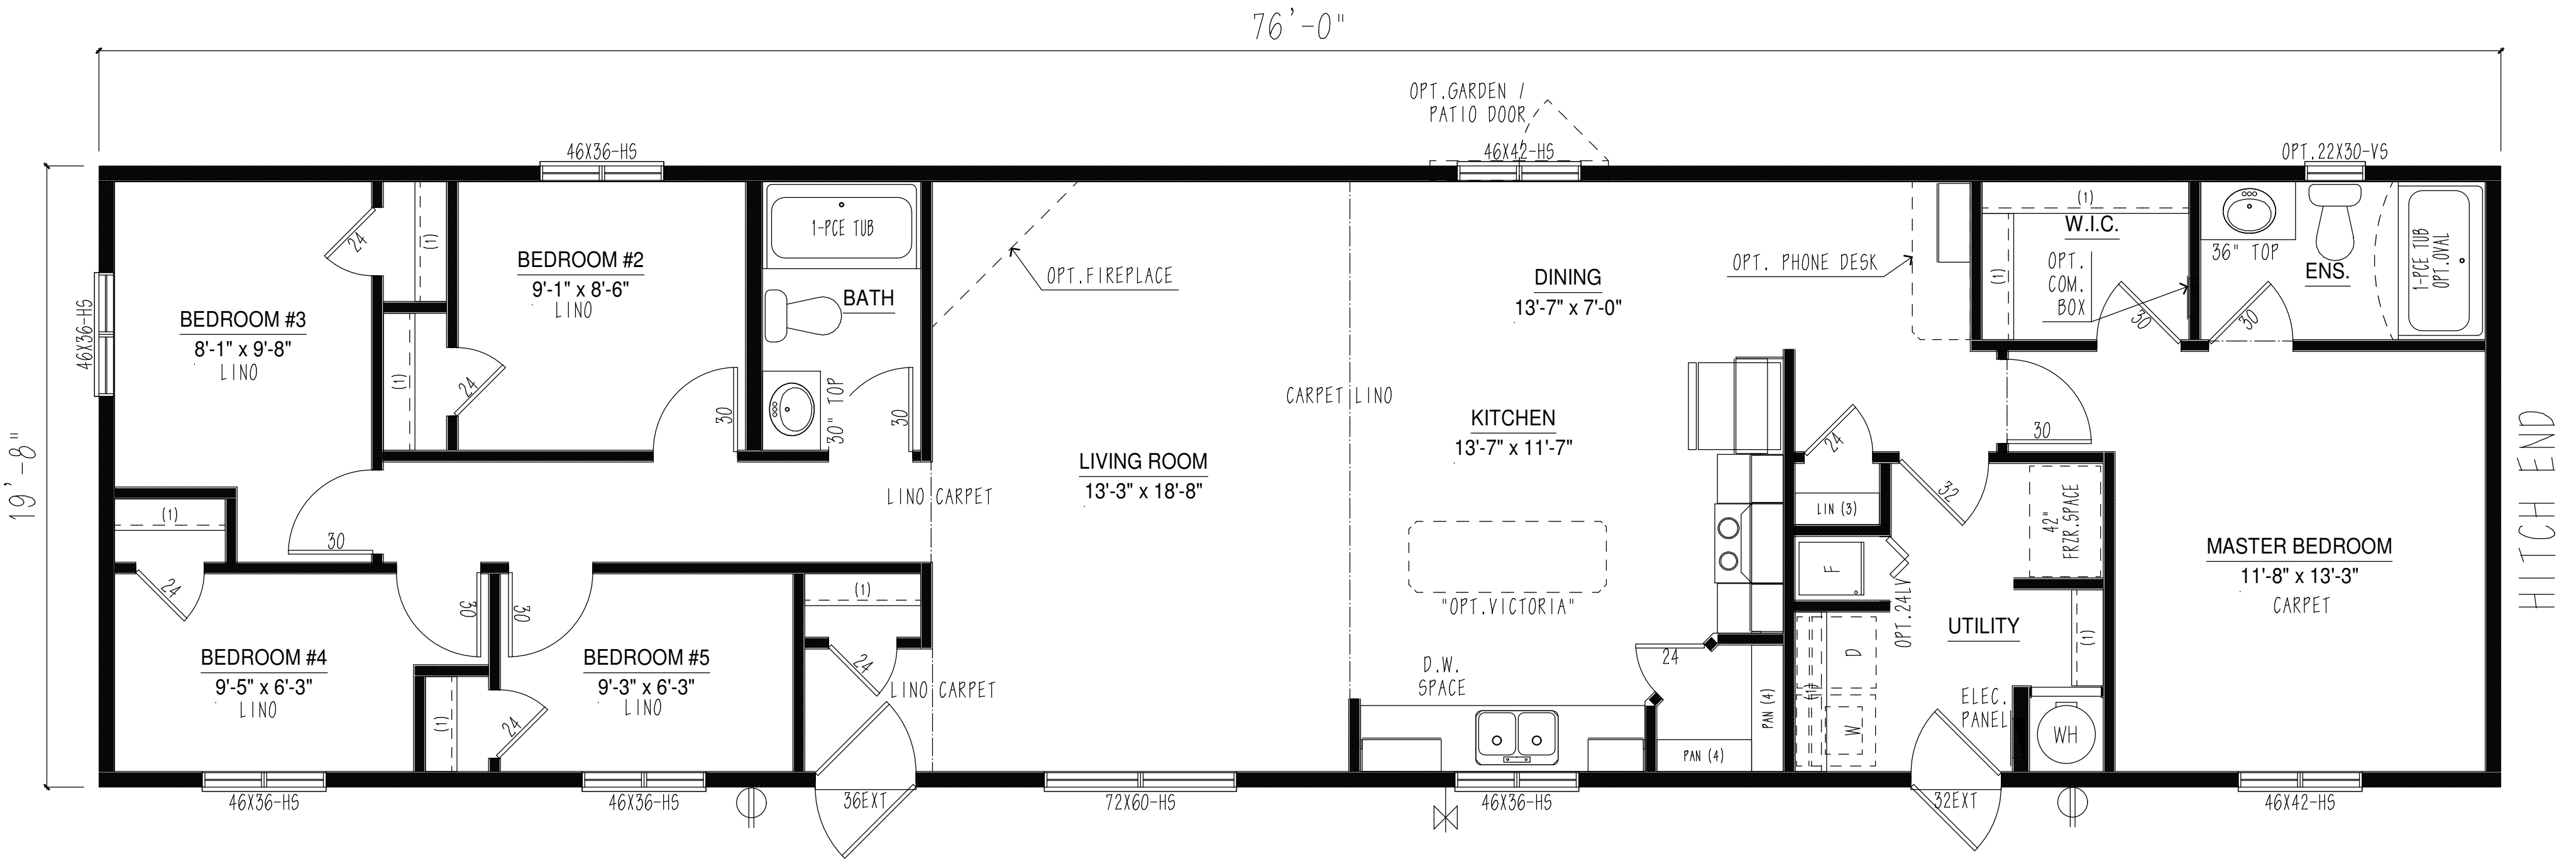 76'-0"
OPT.GARDEN /
PATIO DOOR
46X36-HS
46X42-HS
OPT.22X30-VS
19'-8"
HITCH END
46X36-HS
BEDROOM #3
8'-1" x 9'-8"
LINO
24
(1)
(1)
BEDROOM #2
9'-1" x 8'-6"
LINO
24
30
1-PCE TUB
BATH
30" TOP
30
OPT.FIREPLACE
LIVING ROOM
13'-3" x 18'-8"
LINO CARPET
CARPET LINO
DINING
13'-7" x 7'-0"
OPT. PHONE DESK
KITCHEN
13'-7" x 11'-7"
"OPT.VICTORIA"
D.W.
SPACE
24
PAN (4)
PAN (4)
(1)
W.I.C.
(1)
OPT.
COM.
BOX
30
36" TOP
ENS.
30
1-PCE TUB
OPT.OVAL
30
24
LIN (3)
32
42"
FRZR.SPACE
F
OPT.24LV
UTILITY
(1)
D
W
(1)
ELEC.
PANEL
WH
MASTER BEDROOM
11'-8" x 13'-3"
CARPET
(1)
24
30
30
30
BEDROOM #4
9'-5" x 6'-3"
LINO
(1)
24
BEDROOM #5
9'-3" x 6'-3"
LINO
(1)
24
LINO CARPET
46X36-HS
46X36-HS
36EXT
72X60-HS
46X36-HS
32EXT
46X42-HS